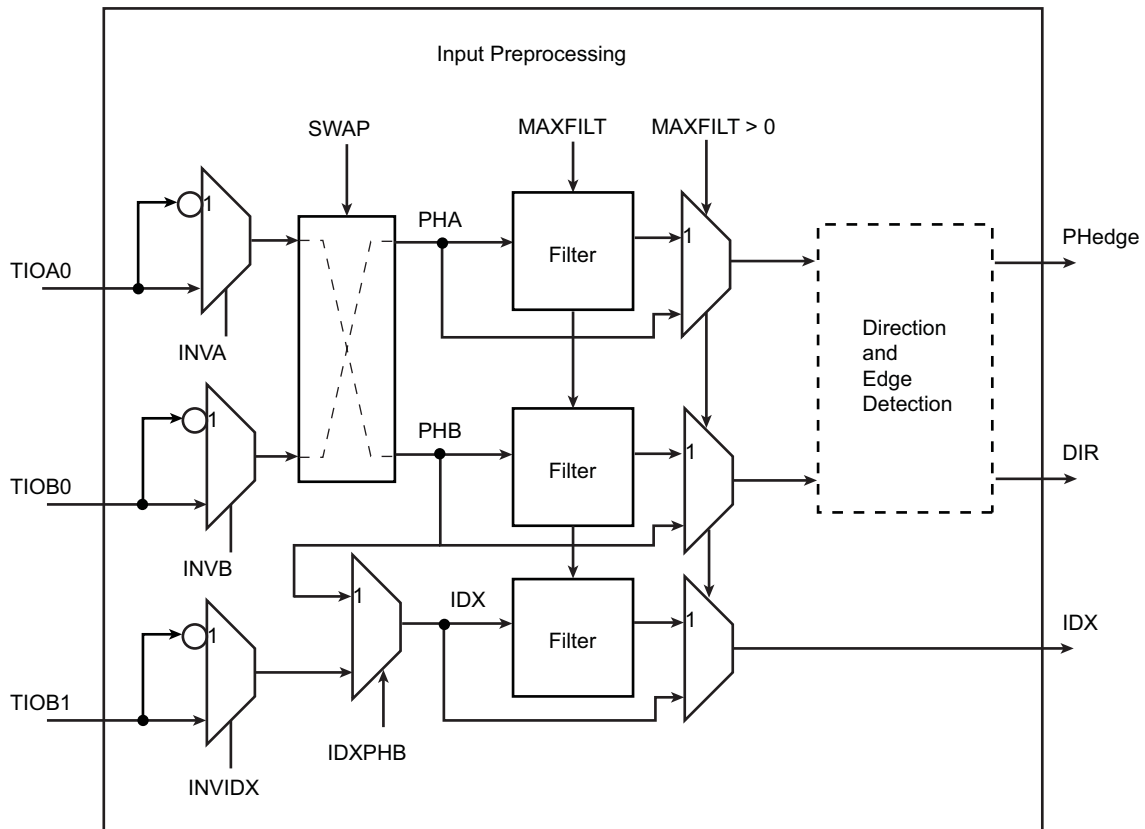 Input Preprocessing
SWAP
MAXFILT
MAXFILT > 0
1
PHA
Filter
1
PHedge
TIOA0
INVA
Direction
and
Edge
Detection
1
PHB
Filter
1
DIR
TIOB0
INVB
1
IDX
Filter
1
IDX
1
TIOB1
IDXPHB
INVIDX